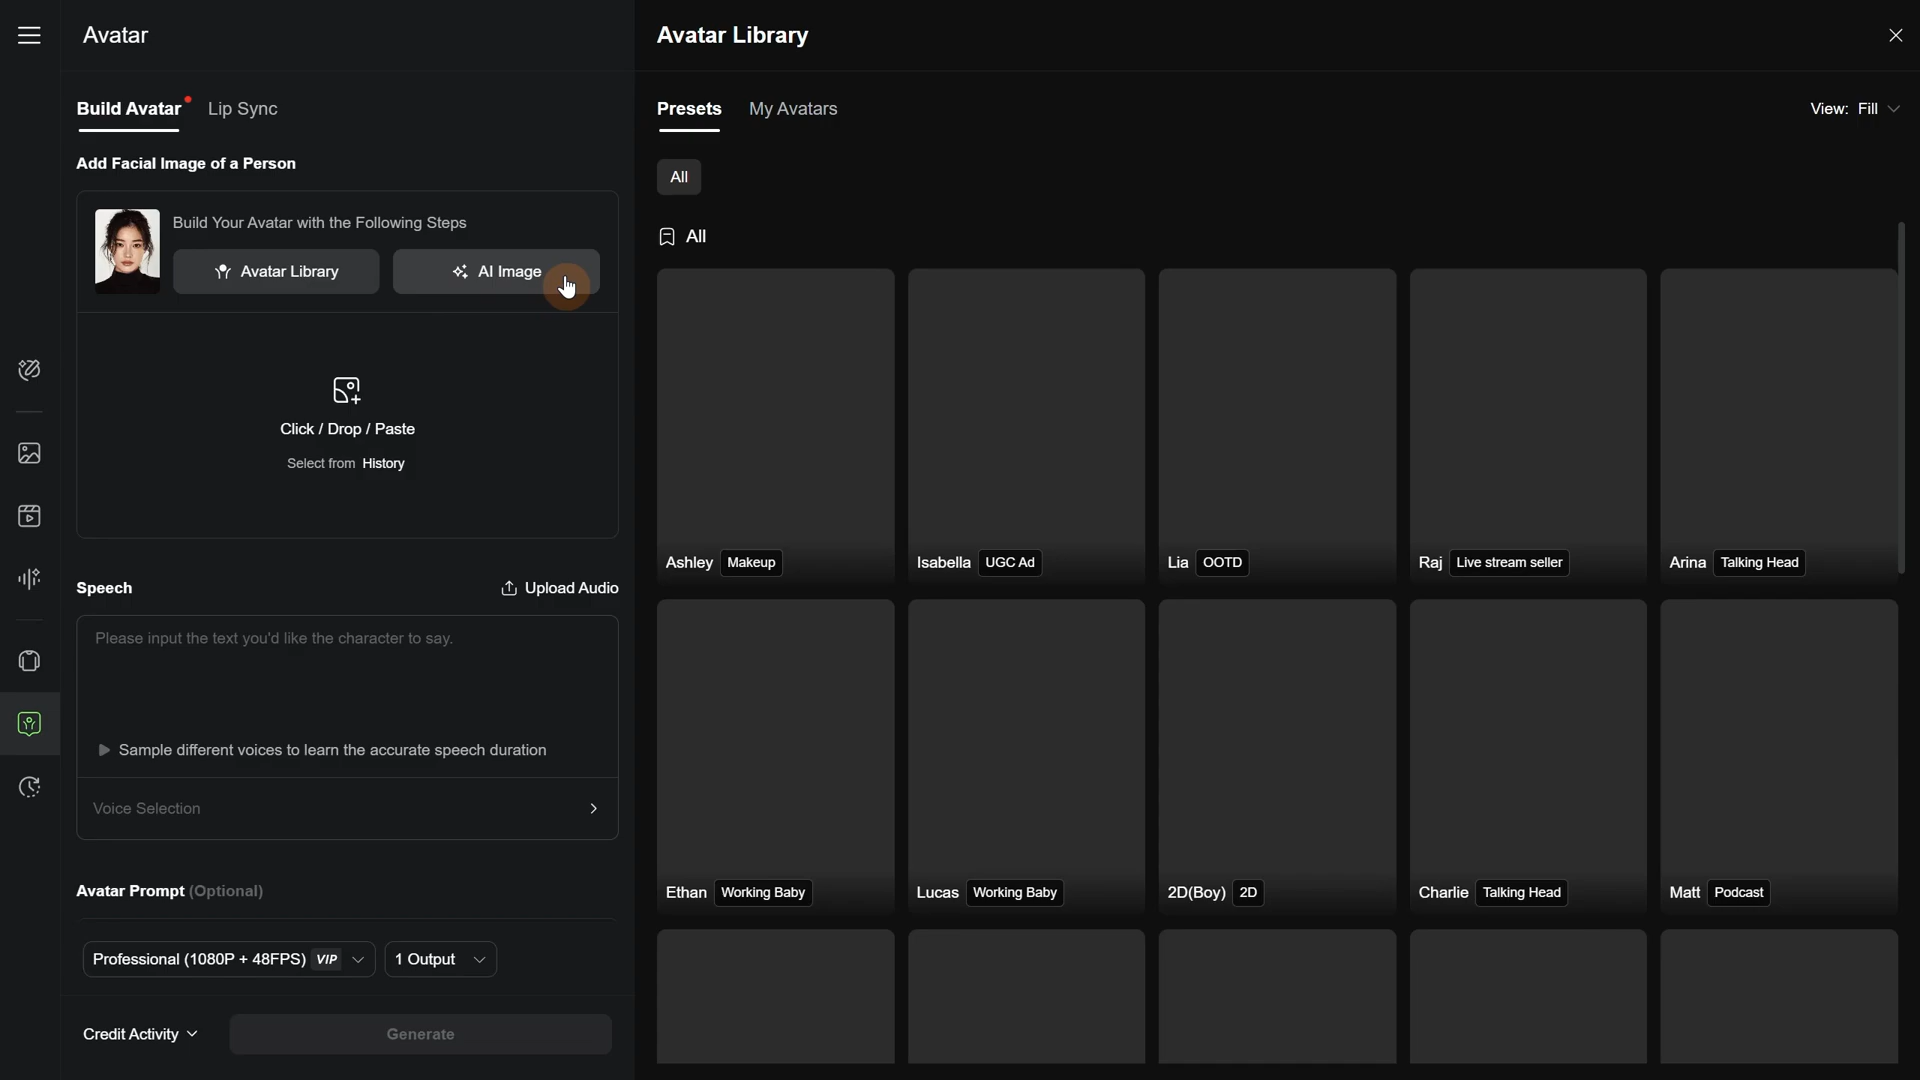 Avatar
Build Avatar
Lip Sync
Add Facial Image of a Person
Build Your Avatar with the Following Steps
Avatar Library
AI Image
Click / Drop / Paste
Select from History
Speech
Upload Audio
Please input the text you'd like the character to say.
Sample different voices to learn the accurate speech duration
Voice Selection
Avatar Prompt (Optional)
Professional (1080P + 48FPS) VIP
1 Output
Credit Activity
Generate
Avatar Library
Presets
My Avatars
View: Fill
All
All
Ashley Makeup
Isabella UGC Ad
Lia OOTD
Raj Live stream seller
Arina Talking Head
Ethan Working Baby
Lucas Working Baby
2D(Boy) 2D
Charlie Talking Head
Matt Podcast